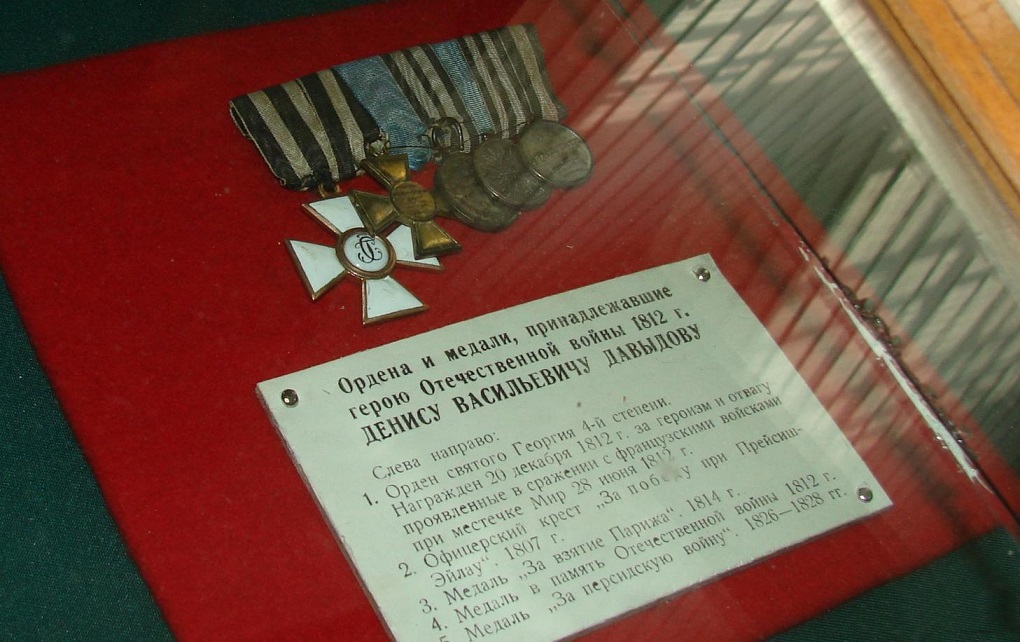 Ордена и медали, принадлежавшие
герою Отечественной войны 1812 г.
ДЕНИСУ ВАСИЛЬЕВИЧУ ДАВЫДОВУ
Слева направо:
1. Орден святого Георгия 4-й степени.
Награжден 20 декабря 1812 г. за героизм и отвагу
проявленные в сражении с французскими войсками
при местечке Мир 28 июня 1812 г.
2. Офицерский крест „За победу при Прейсиш-
Эйлау". 1807 г.
3. Медаль „За взятие Парижа". 1814 г.
4. Медаль в память Отечественной войны 1812 г.
5. Медаль „За персидскую войну". 1826—1828 гг.